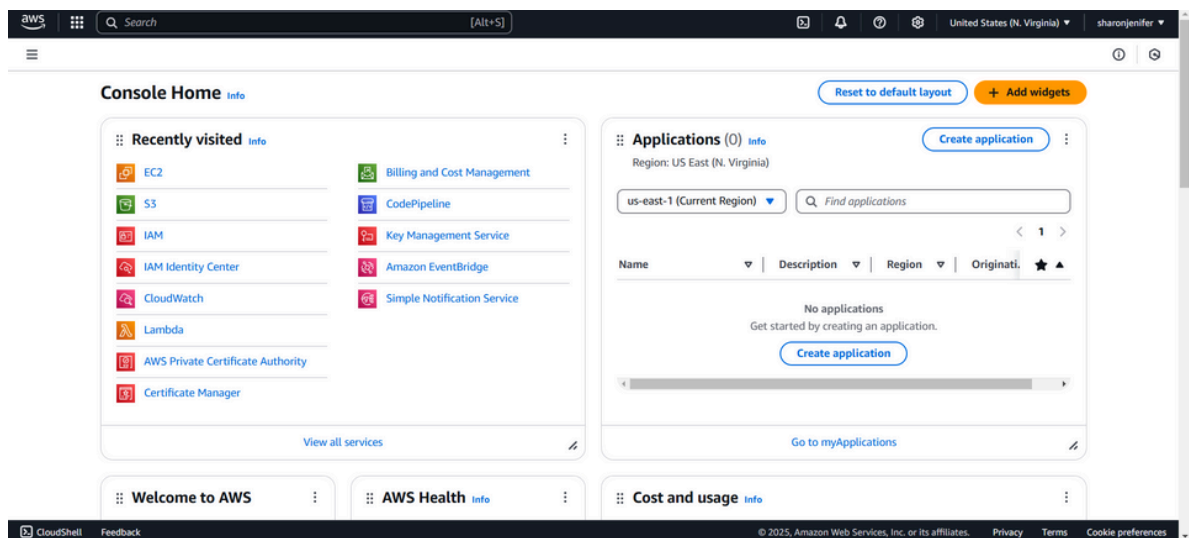 aws
Search [Alt+S]
United States (N. Virginia)
sharonjenifer
Console Home Info
Reset to default layout
+ Add widgets
Recently visited Info
EC2
S3
IAM
IAM Identity Center
CloudWatch
Lambda
AWS Private Certificate Authority
Certificate Manager
Billing and Cost Management
CodePipeline
Key Management Service
Amazon EventBridge
Simple Notification Service
View all services
Applications (0) Info
Create application
Region: US East (N. Virginia)
us-east-1 (Current Region)
Find applications
1
Name Description Region Originati.
No applications
Get started by creating an application.
Create application
Go to myApplications
Welcome to AWS
AWS Health Info
Cost and usage Info
CloudShell Feedback
© 2025, Amazon Web Services, Inc. or its affiliates. Privacy Terms Cookie preferences